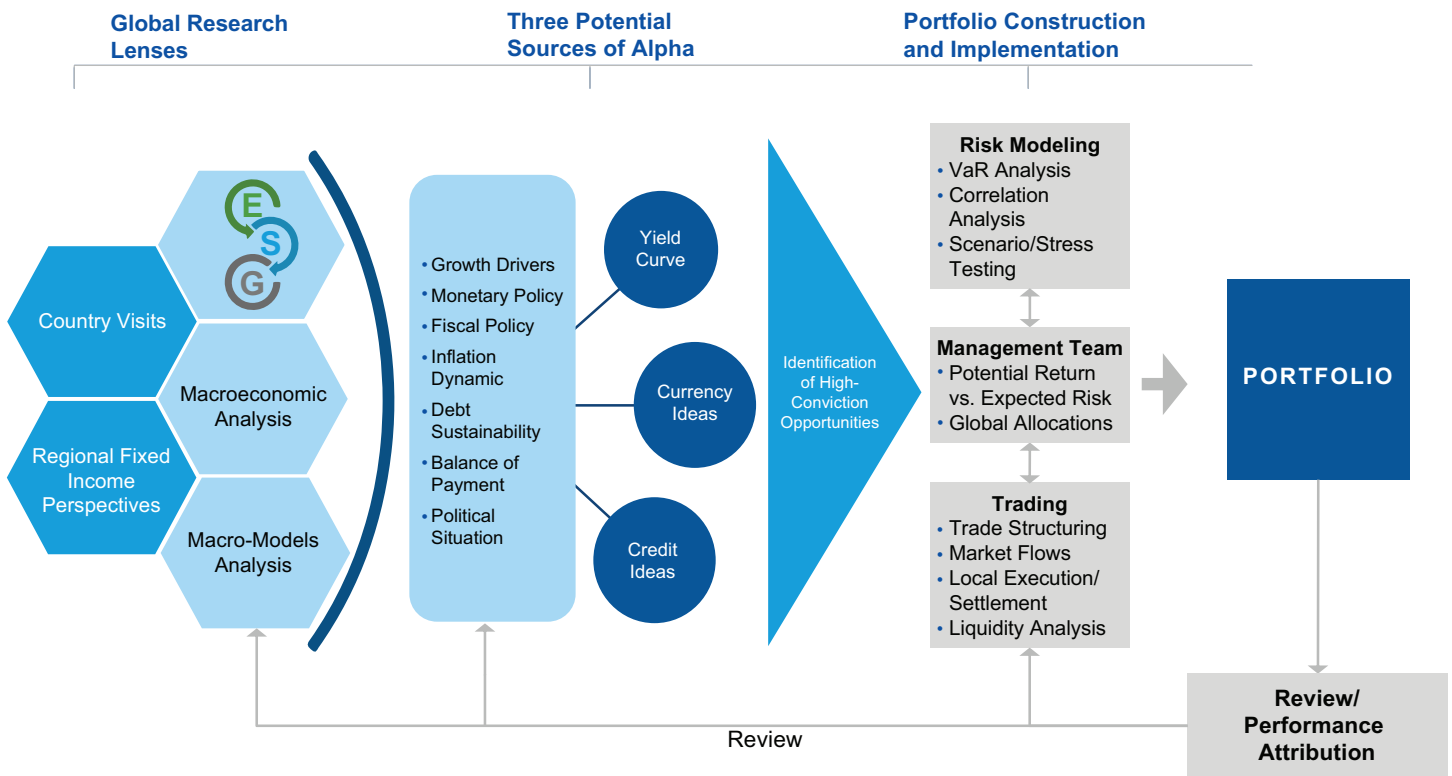 Global Research
Lenses
Three Potential
Sources of Alpha
Portfolio Construction
and Implementation
E
S
G
Country Visits
Macroeconomic
Analysis
Regional Fixed
Income
Perspectives
Macro-Models
Analysis
• Growth Drivers
• Monetary Policy
• Fiscal Policy
• Inflation
Dynamic
• Debt
Sustainability
• Balance of
Payment
• Political
Situation
Yield
Curve
Currency
Ideas
Credit
Ideas
Identification
of High-
Conviction
Opportunities
Risk Modeling
• VaR Analysis
• Correlation
Analysis
• Scenario/Stress
Testing
Management Team
• Potential Return
vs. Expected Risk
• Global Allocations
Trading
• Trade Structuring
• Market Flows
• Local Execution/
Settlement
• Liquidity Analysis
PORTFOLIO
Review/
Performance
Attribution
Review